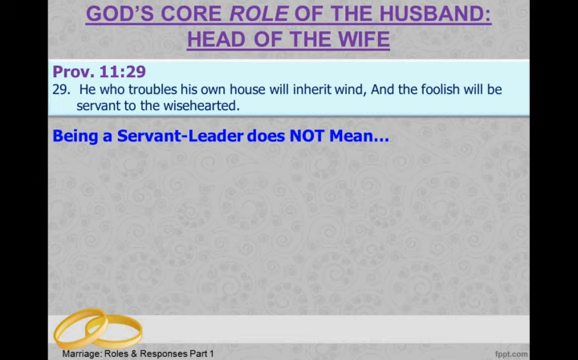 GOD'S CORE ROLE OF THE HUSBAND:
HEAD OF THE WIFE
Prov. 11:29
29. He who troubles his own house will inherit wind, And the foolish will be
servant to the wisehearted.
Being a Servant-Leader does NOT Mean...
Marriage: Roles & Responses Part 1
fppt.com